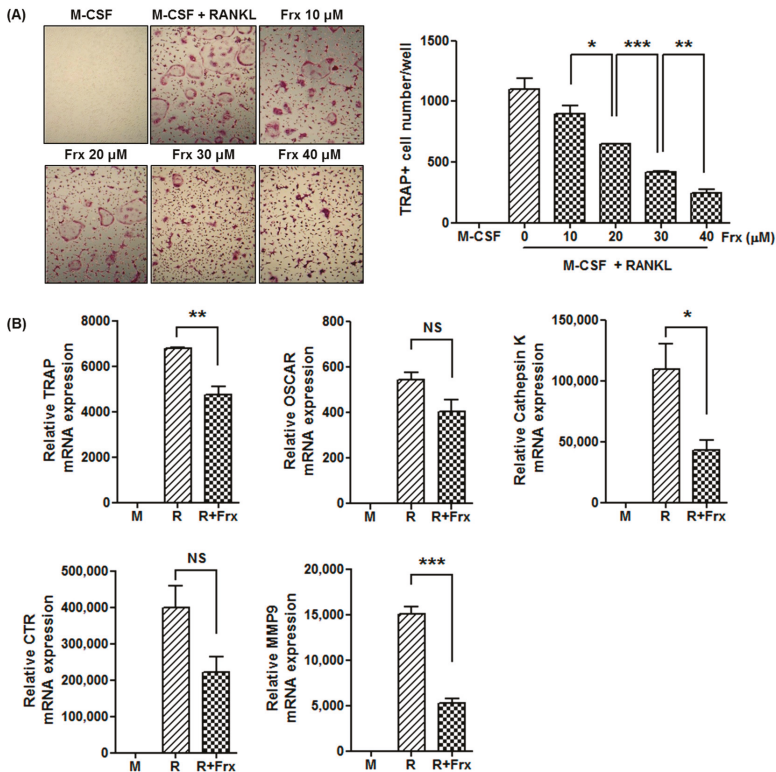 (A)
M-CSF
M-CSF + RANKL
Frx 10 µM
Frx 20 µM
Frx 30 µM
Frx 40 µM
TRAP+ cell number/well
1500
1000
500
0
*
***
**
M-CSF
0
10
20
30
40
Frx (µM)
M-CSF + RANKL
(B)
Relative TRAP
mRNA expression
8000
6000
4000
2000
0
**
M
R
R+Frx
Relative OSCAR
mRNA expression
800
600
400
200
0
NS
M
R
R+Frx
Relative Cathepsin K
mRNA expression
150,000
100,000
50,000
0
*
M
R
R+Frx
Relative CTR
mRNA expression
500,000
400,000
300,000
200,000
100,000
0
NS
M
R
R+Frx
Relative MMP9
mRNA expression
20,000
15,000
10,000
5,000
0
***
M
R
R+Frx